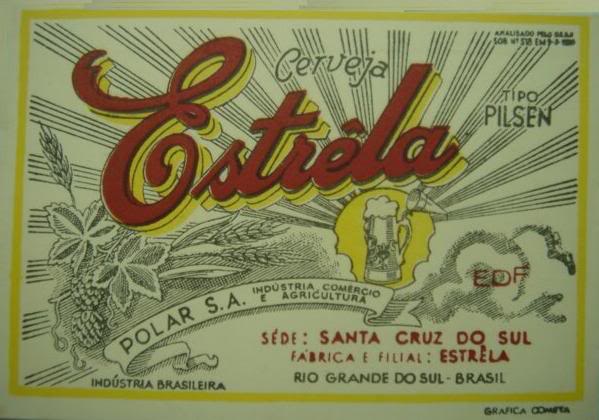 Cerveja
Estrêla
TIPO
PILSEN
POLAR S.A. INDÚSTRIA, COMÉRCIO
E AGRICULTURA
EDF
SÉDE: SANTA CRUZ DO SUL
FÁBRICA E FILIAL: ESTRÊLA
RIO GRANDE DO SUL - BRASIL
INDÚSTRIA BRASILEIRA
GRAFICA COMETA